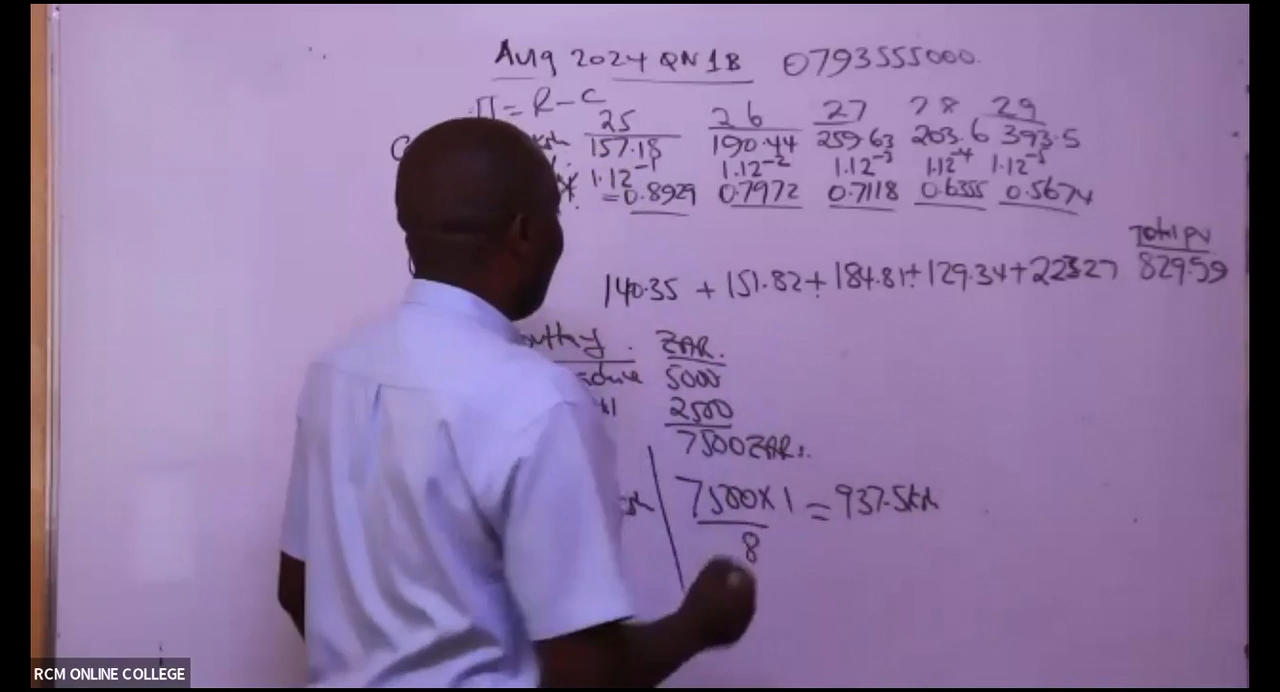 Aug 2024 QN 1B 0793555000.
Π = R - C
25 26 27 28 29
157.18 190.44 259.63 203.6 393.5
1.12⁻¹ 1.12⁻² 1.12⁻³ 1.12⁻⁴ 1.12⁻⁵
= 0.8929 0.7972 0.7118 0.6355 0.5674
Total PV
140.35 + 151.82 + 184.81 + 129.34 + 223.27 829.59
ZAR.
5000
2500
7500 ZAR.
7500 x 1 = 937.5
8
RCM ONLINE COLLEGE